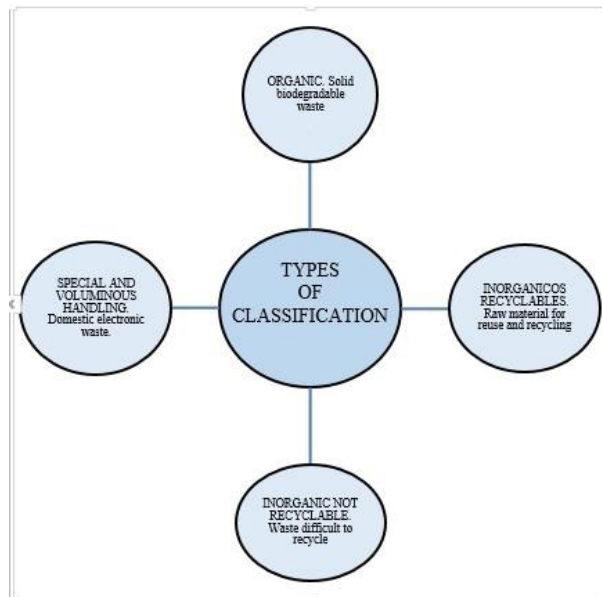 ORGANIC. Solid
biodegradable
waste
TYPES
OF
CLASSIFICATION
SPECIAL AND
VOLUMINOUS
HANDLING.
Domestic electronic
waste.
INORGANICOS
RECYCLABLES.
Raw material for
reuse and recycling
INORGANIC NOT
RECYCLABLE.
Waste difficult to
recycle